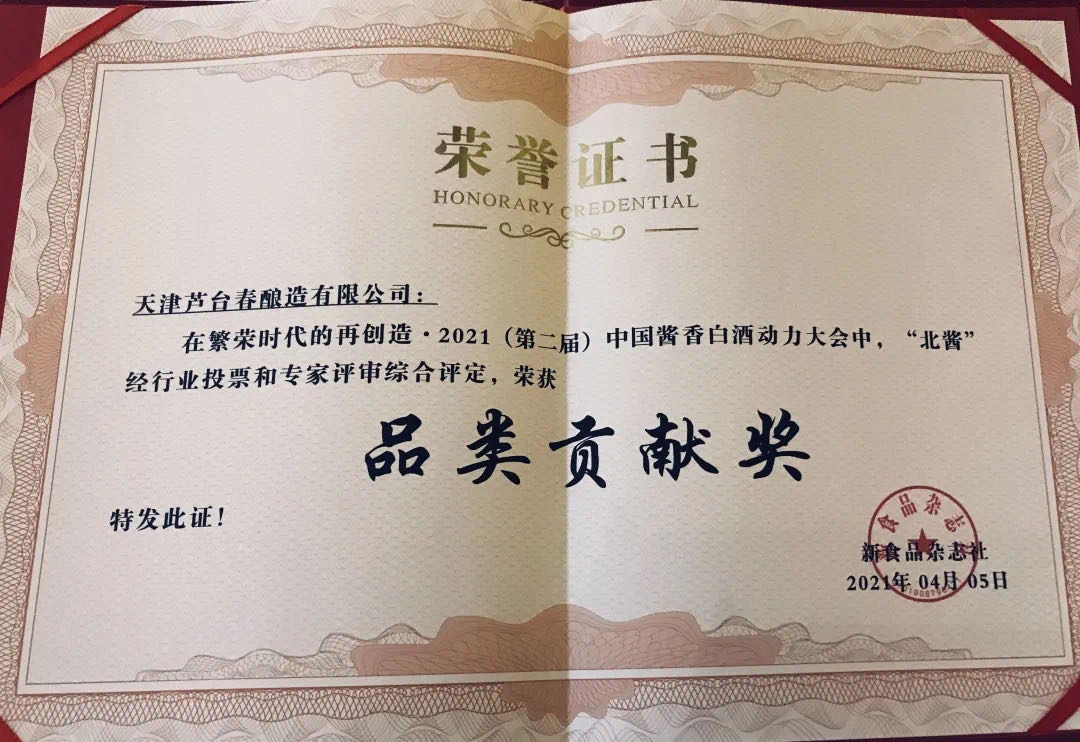 荣誉证书
HONORARY CREDENTIAL
天津芦台春酿造有限公司：
在繁荣时代的再创造·2021（第二届）中国酱香白酒动力大会中，“北酱”
经行业投票和专家评审综合评定，荣获
品类贡献奖
特发此证！
食品杂志
新食品杂志社
2021年 04月 05日